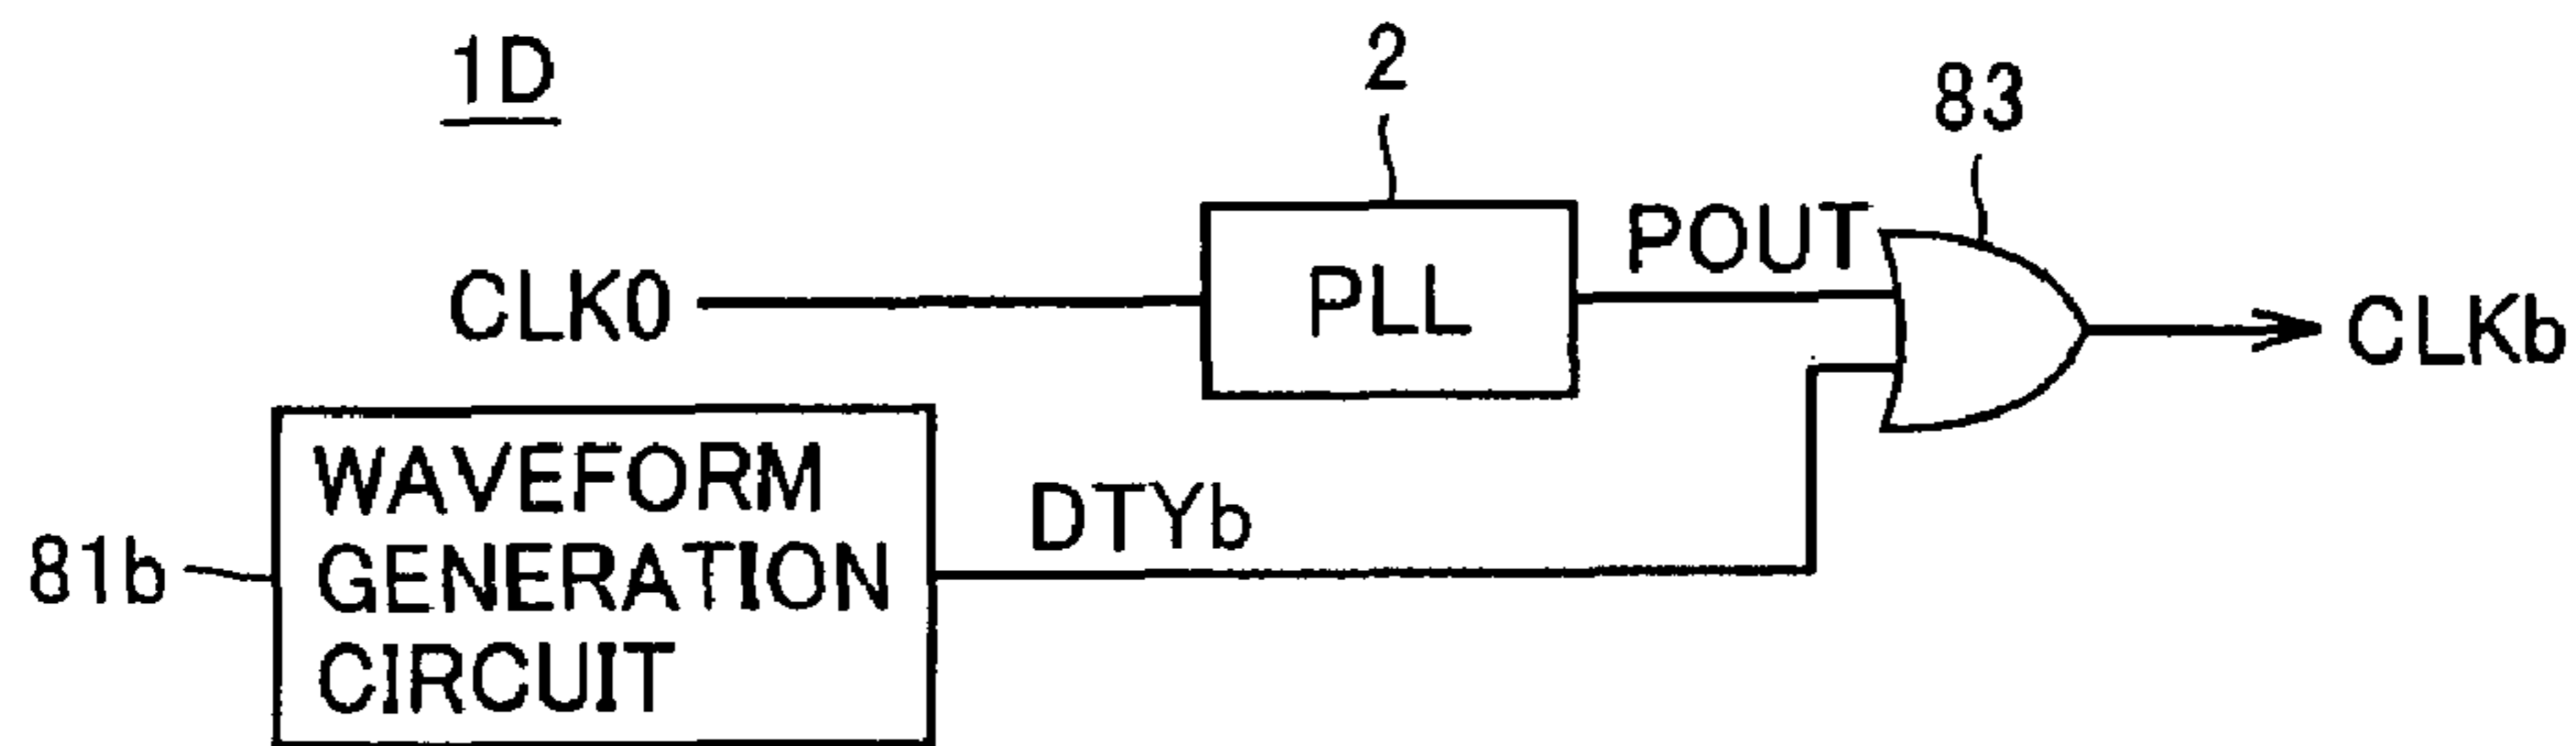 1D
2
83
CLK0
PLL
POUT
CLKb
WAVEFORM
GENERATION
CIRCUIT
81b
DTYb